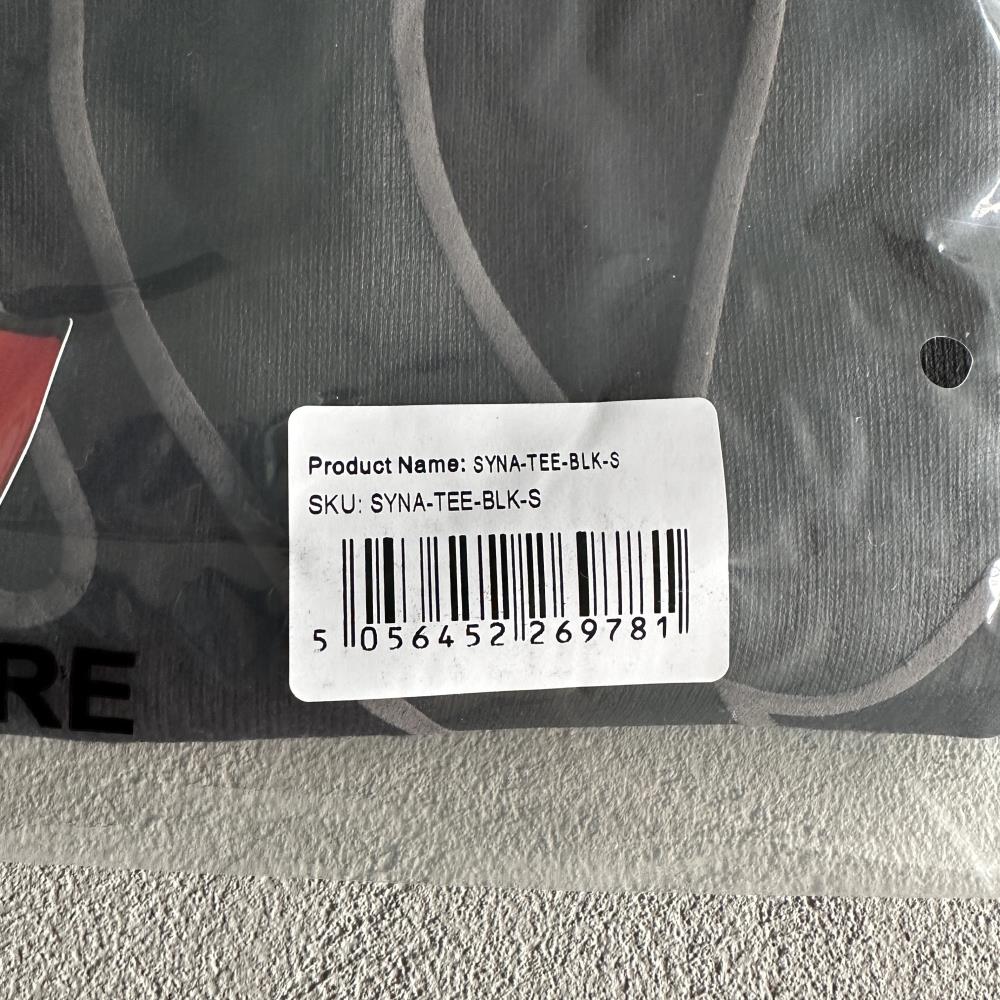 Product Name: SYNA-TEE-BLK-S
SKU: SYNA-TEE-BLK-S
5 056452 269781
RE